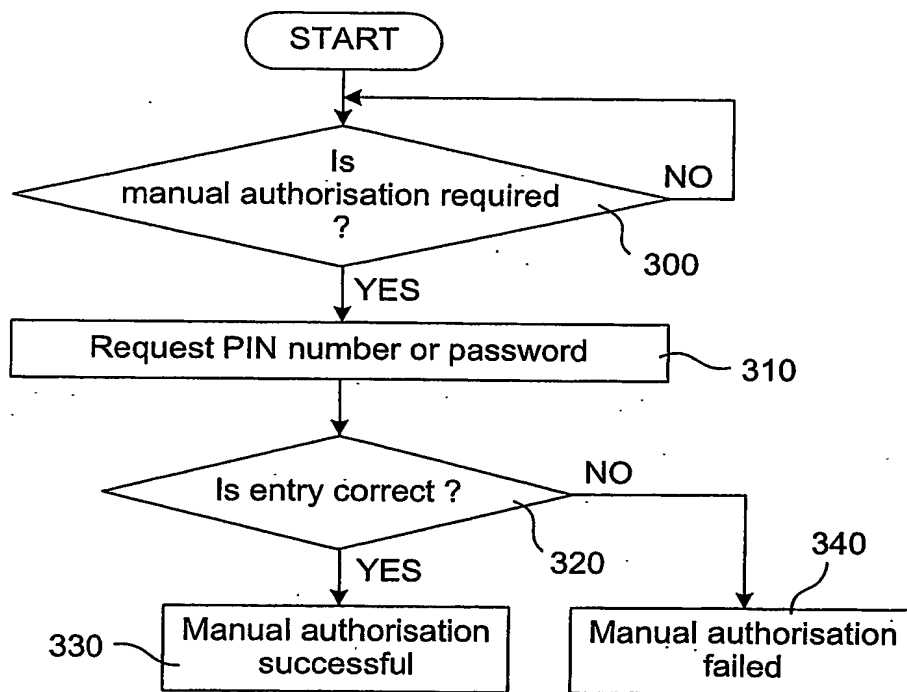 START
Is
manual authorisation required
?
NO
300
YES
Request PIN number or password
310
Is entry correct ?
NO
320
340
YES
330
Manual authorisation
successful
Manual authorisation
failed